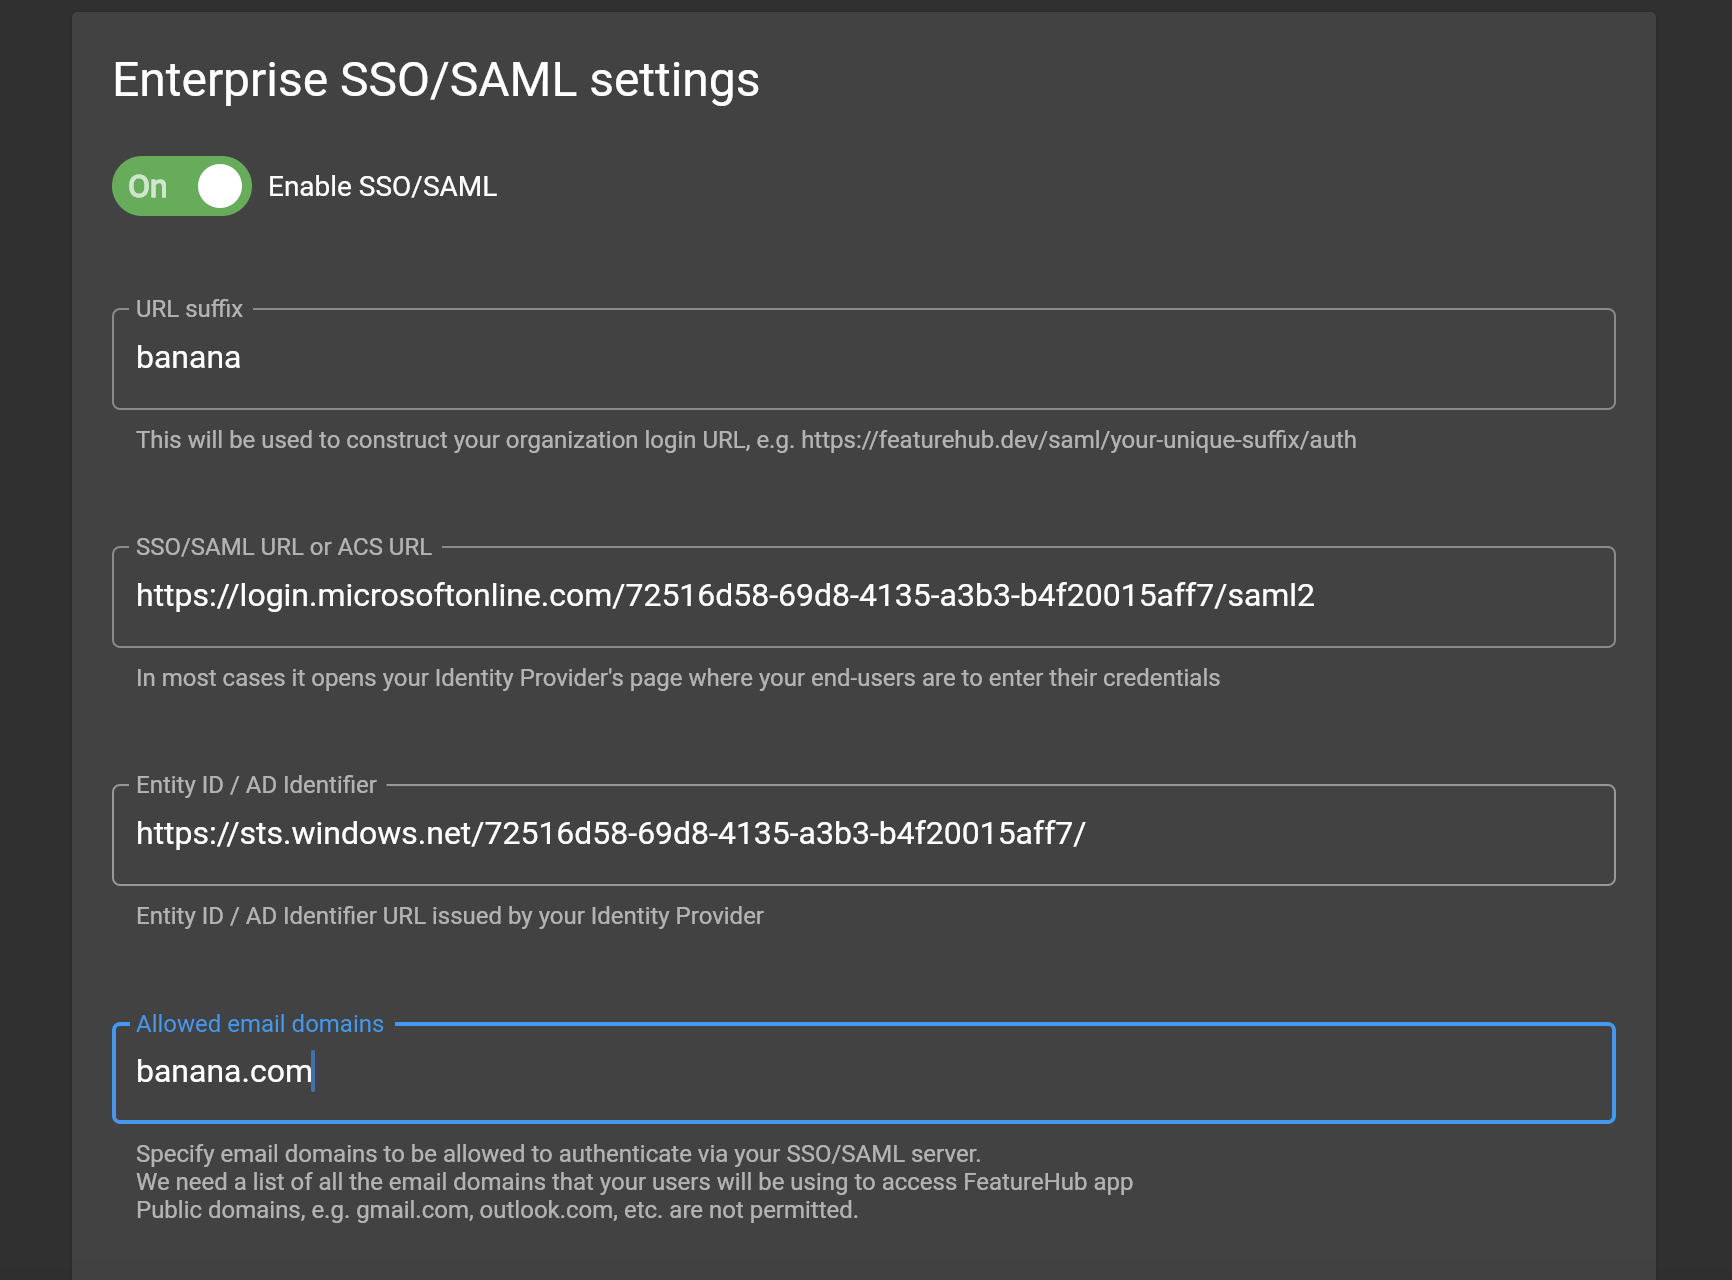 Enterprise SSO/SAML settings
On
Enable SSO/SAML
URL suffix
banana
This will be used to construct your organization login URL, e.g. https://featurehub.dev/saml/your-unique-suffix/auth
SSO/SAML URL or ACS URL
https://login.microsoftonline.com/72516d58-69d8-4135-a3b3-b4f20015aff7/saml2
In most cases it opens your Identity Provider's page where your end-users are to enter their credentials
Entity ID / AD Identifier
https://sts.windows.net/72516d58-69d8-4135-a3b3-b4f20015aff7/
Entity ID / AD Identifier URL issued by your Identity Provider
Allowed email domains
banana.com
Specify email domains to be allowed to authenticate via your SSO/SAML server.
We need a list of all the email domains that your users will be using to access FeatureHub app
Public domains, e.g. gmail.com, outlook.com, etc. are not permitted.